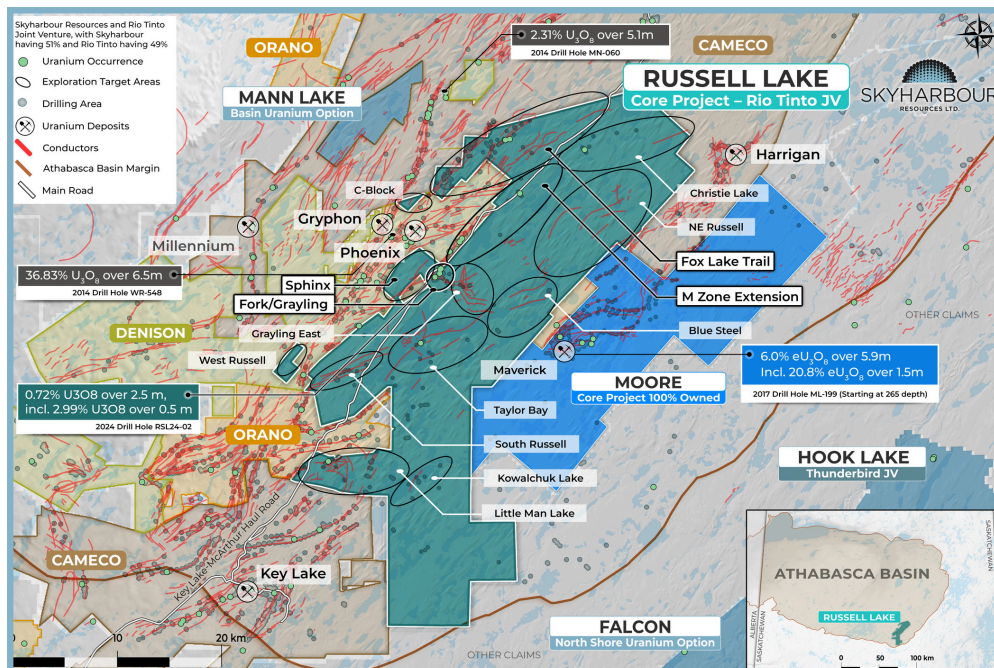 Skyharbour Resources and Rio Tinto
Joint Venture, with Skyharbour
having 51% and Rio Tinto having 49%
Uranium Occurrence
Exploration Target Areas
Drilling Area
Uranium Deposits
Conductors
Athabasca Basin Margin
Main Road
ORANO
2.31% U₃O₈ over 5.1m
2014 Drill Hole MN-060
CAMECO
MANN LAKE
Basin Uranium Option
RUSSELL LAKE
Core Project – Rio Tinto JV
SKYHARBOUR
RESOURCES LTD.
Harrigan
C-Block
Christie Lake
Gryphon
NE Russell
Millennium
Phoenix
Fox Lake Trail
36.83% U₃O₈ over 6.5m
2014 Drill Hole WR-548
Sphinx
Fork/Grayling
M Zone Extension
OTHER CLAIMS
DENISON
Grayling East
Blue Steel
West Russell
Maverick
6.0% eU₃O₈ over 5.9m
Incl. 20.8% eU₃O₈ over 1.5m
2017 Drill Hole ML-199 (Starting at 265 depth)
MOORE
Core Project 100% Owned
0.72% U3O8 over 2.5 m,
incl. 2.99% U3O8 over 0.5 m
2024 Drill Hole RSL24-02
Taylor Bay
ORANO
South Russell
HOOK LAKE
Thunderbird JV
Kowalchuk Lake
Little Man Lake
Key Lake-McArthur Haul Road
CAMECO
Key Lake
SASKATCHEWAN
ATHABASCA BASIN
RUSSELL LAKE
ALBERTA
SASKATCHEWAN
0 50 100 km
0 10 20 km
FALCON
North Shore Uranium Option
OTHER CLAIMS